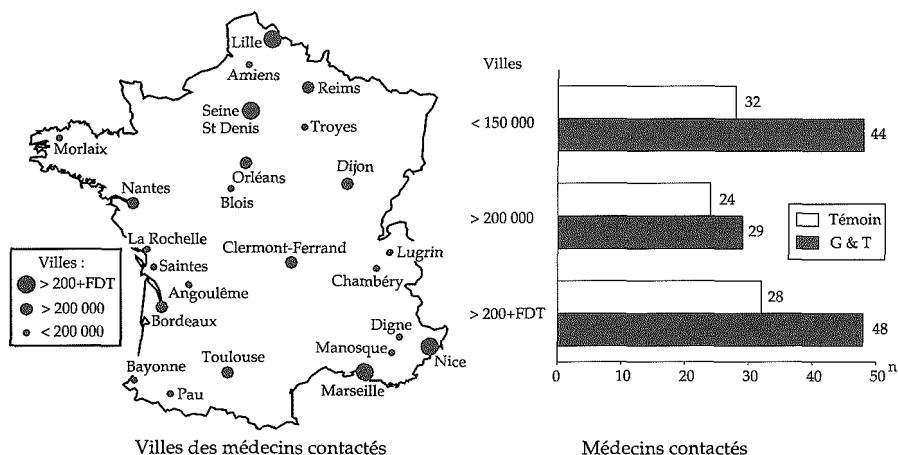 Lille
Amiens
Reims
Seine
St Denis
Troyes
Morlaix
Orléans
Dijon
Nantes
Blois
La Rochelle
Clermont-Ferrand
Lugrin
Saintes
Chambéry
Angoulême
Bordeaux
Digne
Manosque
Nice
Toulouse
Bayonne
Pau
Marseille
Villes :
> 200+FDT
> 200 000
< 200 000
Villes des médecins contactés
Villes
< 150 000
32
44
> 200 000
24
29
> 200+FDT
28
48
Témoin
G & T
0 10 20 30 40 50 n
Médecins contactés